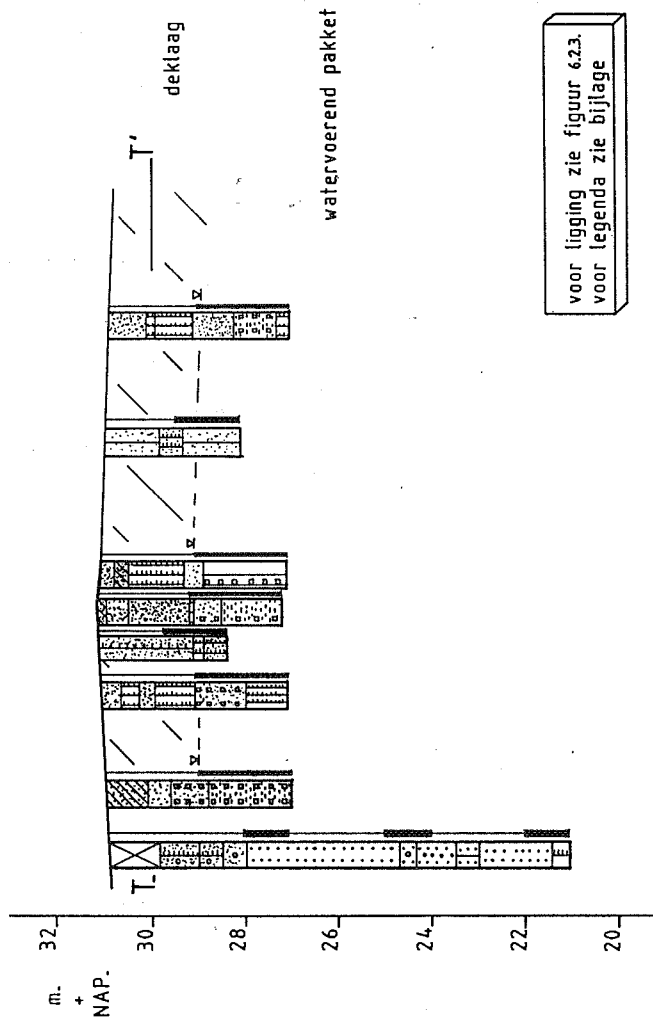 m.
+
NAP.
32
30
28
26
24
22
20
T
T'
deklaag
watervoerend pakket
voor ligging zie figuur 6.2.3.
voor legenda zie bijlage